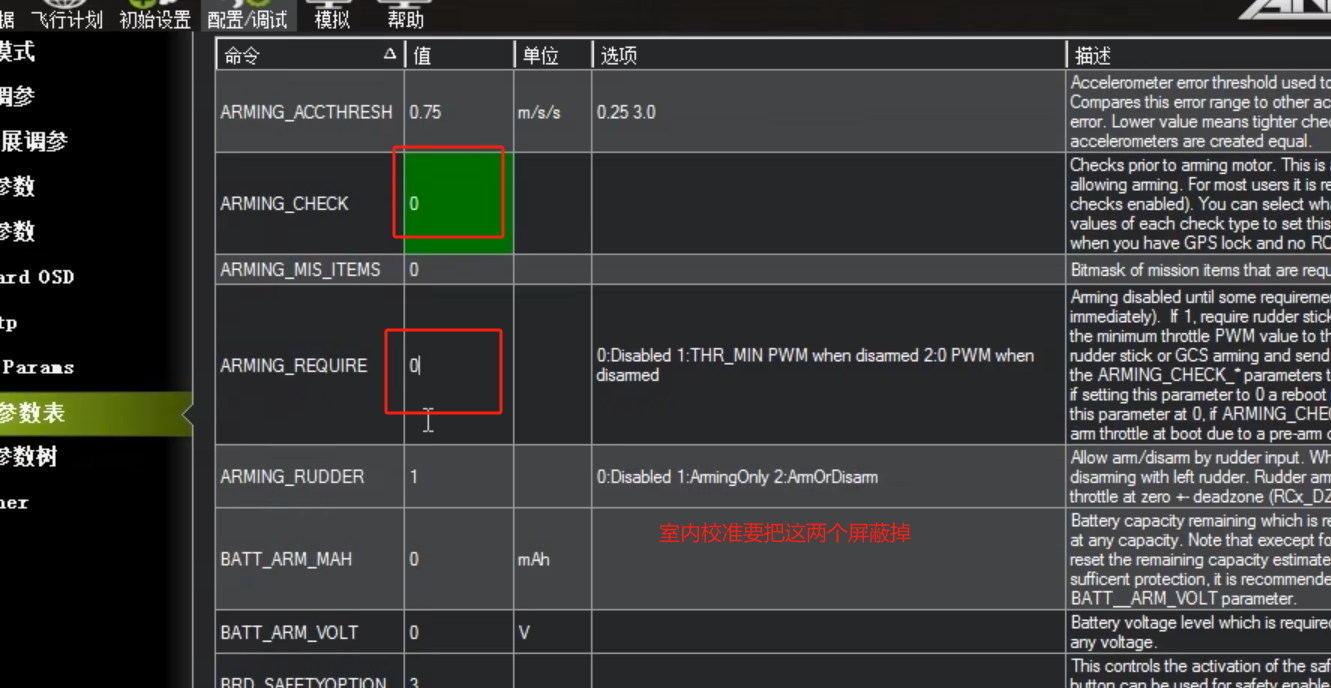 据 飞行计划 初始设置 配置/调试 模拟 帮助
模式
调参
展调参
参数
参数
ard OSD
tp
Params
参数表
参数树
ner
命令 值 单位 选项 描述
ARMING_ACCTHRESH 0.75 m/s/s 0.25 3.0
Accelerometer error threshold used to
Compares this error range to other ac
error. Lower value means tighter chec
accelerometers are created equal.
ARMING_CHECK 0
Checks prior to arming motor. This is
allowing arming. For most users it is re
checks enabled). You can select wha
values of each check type to set this
when you have GPS lock and no RC
ARMING_MIS_ITEMS 0
Bitmask of mission items that are requ
ARMING_REQUIRE 0
0:Disabled 1:THR_MIN PWM when disarmed 2:0 PWM when
disarmed
Arming disabled until some requiremen
immediately). If 1, require rudder stick
the minimum throttle PWM value to th
rudder stick or GCS arming and send
the ARMING_CHECK_* parameters t
if setting this parameter to 0 a reboot
this parameter at 0, if ARMING_CHE
arm throttle at boot due to a pre-arm c
ARMING_RUDDER 1 0:Disabled 1:ArmingOnly 2:ArmOrDisarm
Allow arm/disarm by rudder input. Wh
disarming with left rudder. Rudder arm
throttle at zero +- deadzone (RCx_DZ
室内校准要把这两个屏蔽掉
BATT_ARM_MAH 0 mAh
Battery capacity remaining which is re
at any capacity. Note that execept fo
reset the remaining capacity estimate
sufficent protection, it is recommende
BATT__ARM_VOLT parameter.
BATT_ARM_VOLT 0 V
Battery voltage level which is required
any voltage.
BRD_SAFETYOPTION 3
This controls the activation of the saf
button can be used for safety enable